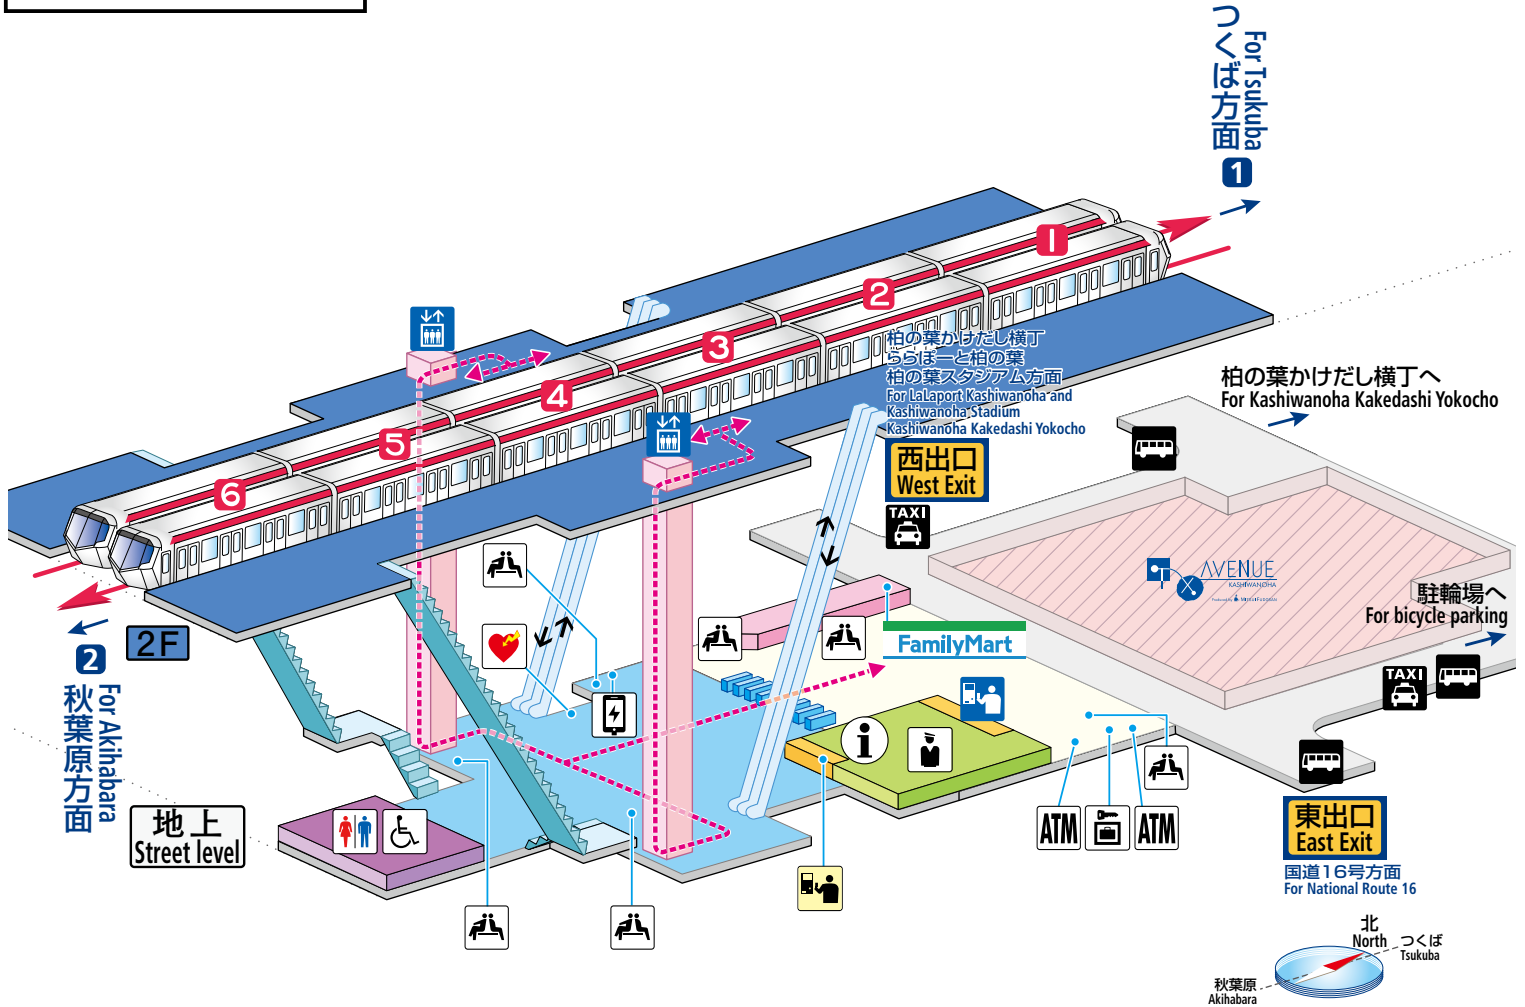 つくば方面
For Tsukuba
1
1
2
3
4
5
6
柏の葉かけだし横丁
ららぽーと柏の葉
柏の葉スタジアム方面
For LaLaport Kashiwanoha and
Kashiwanoha Stadium
Kashiwanoha Kakedashi Yokocho
西出口
West Exit
TAXI
柏の葉かけだし横丁へ
For Kashiwanoha Kakedashi Yokocho
AVENUE
KASHIWANOHA
駐輪場へ
For bicycle parking
TAXI
FamilyMart
2F
2
秋葉原方面
For Akihabara
地上
Street level
i
ATM
ATM
東出口
East Exit
国道16号方面
For National Route 16
北
North
つくば
Tsukuba
秋葉原
Akihabara